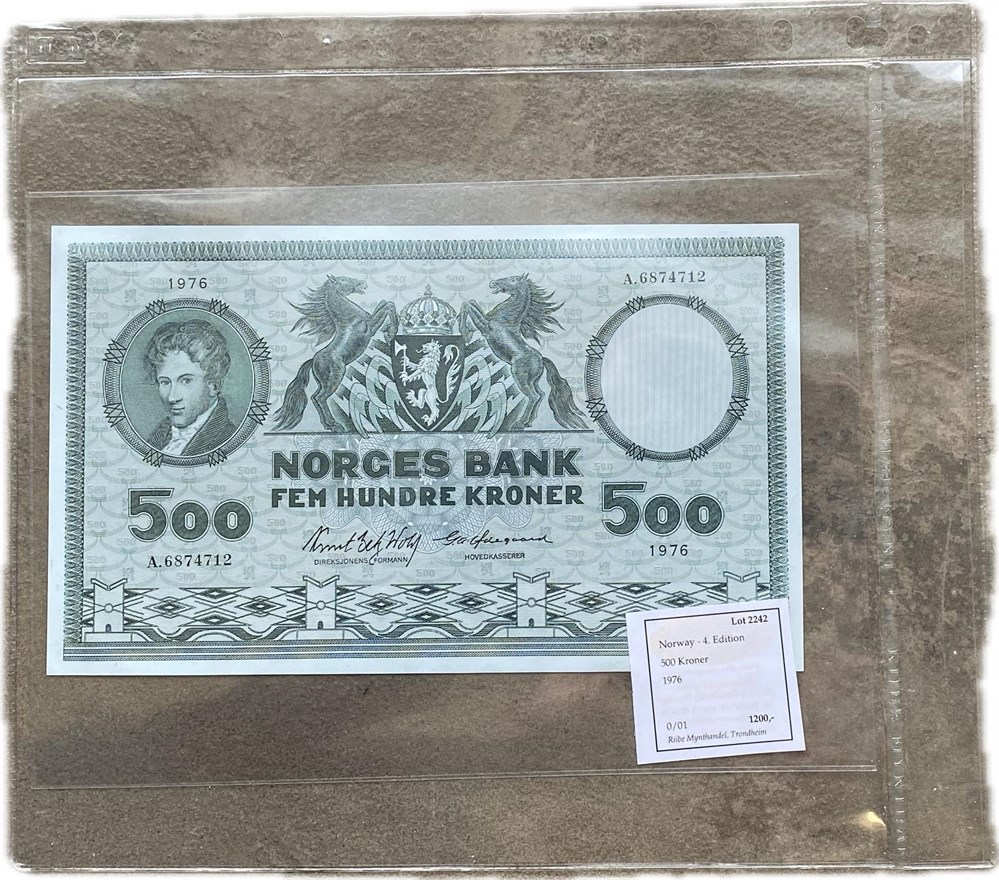 1976
A.6874712
NORGES BANK
FEM HUNDRE KRONER
500
500
A.6874712
DIREKSJONENS FORMANN
HOVEDKASSERER
1976
Lot 2242
Norway - 4. Edition
500 Kroner
1976
0/01 1200,-
Riibe Mynthandel, Trondheim